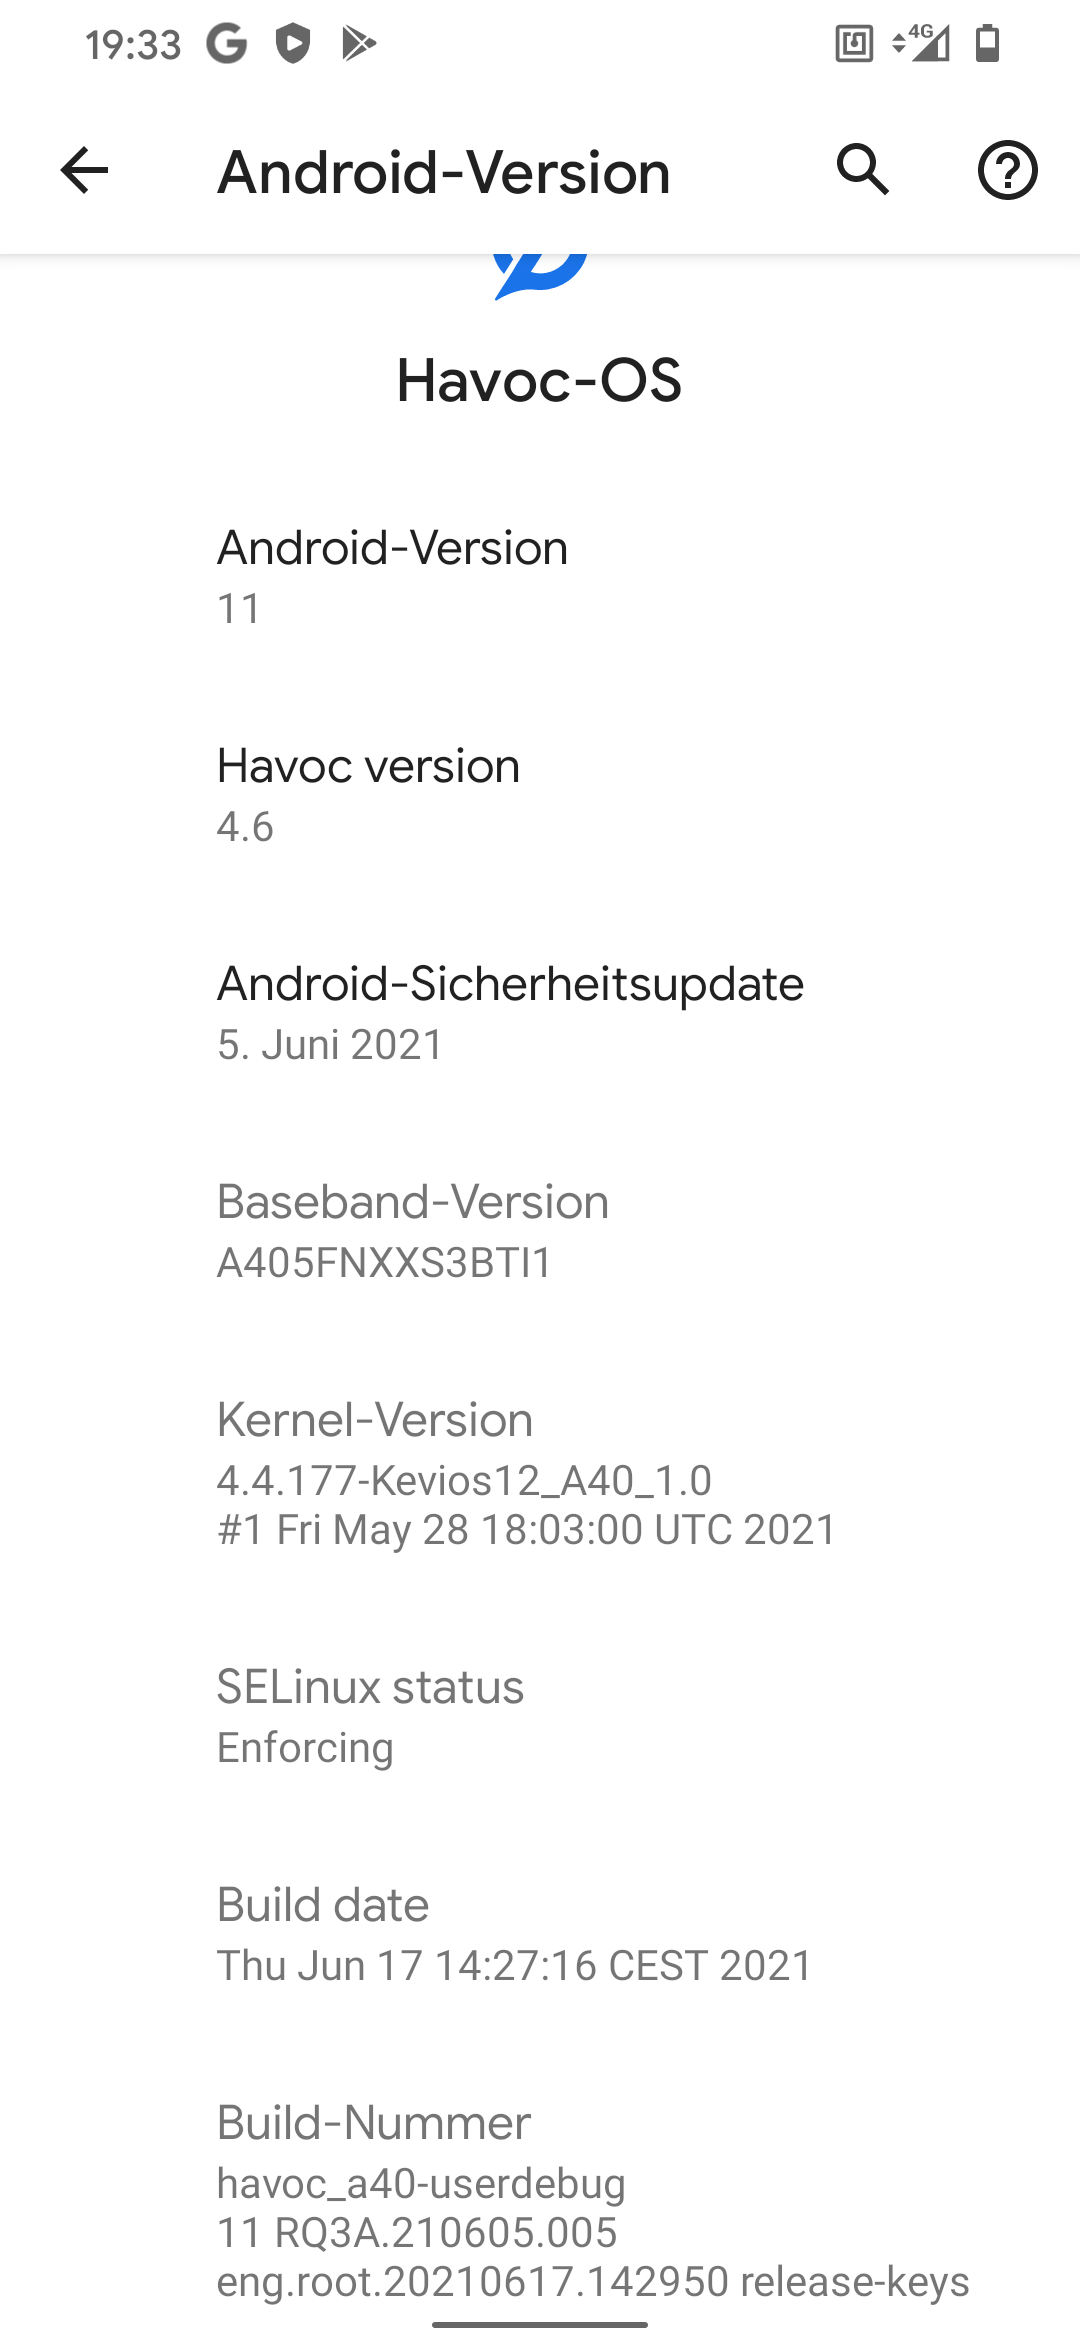 19:33
4G
Android-Version
Havoc-OS
Android-Version
11
Havoc version
4.6
Android-Sicherheitsupdate
5. Juni 2021
Baseband-Version
A405FNXXS3BTI1
Kernel-Version
4.4.177-Kevios12_A40_1.0
#1 Fri May 28 18:03:00 UTC 2021
SELinux status
Enforcing
Build date
Thu Jun 17 14:27:16 CEST 2021
Build-Nummer
havoc_a40-userdebug
11 RQ3A.210605.005
eng.root.20210617.142950 release-keys